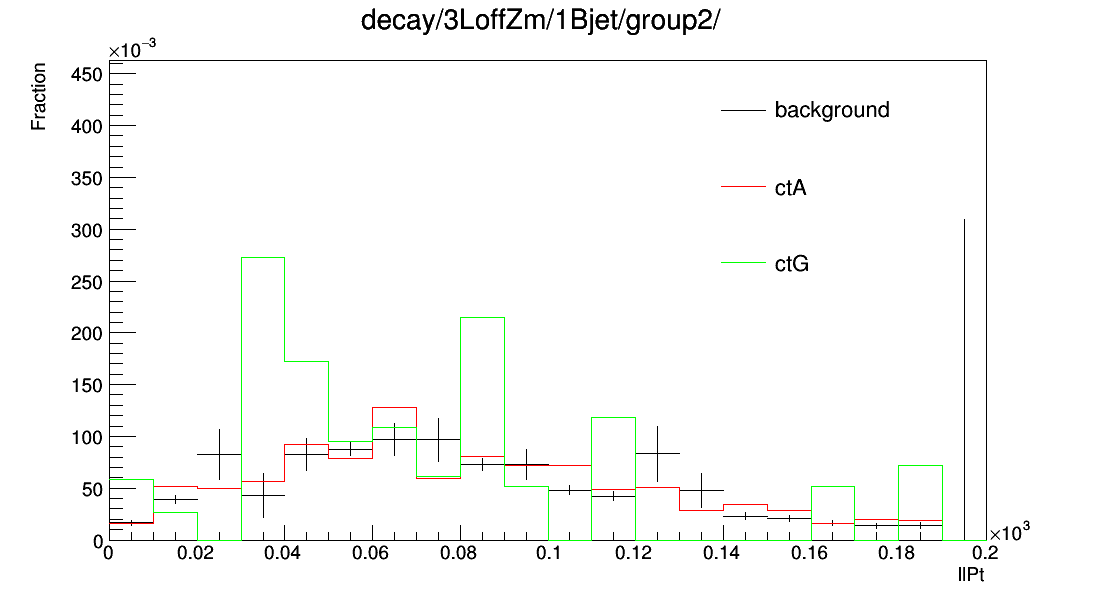 decay/3LoffZm/1Bjet/group2/
×10⁻³
Fraction
450
400
350
300
250
200
150
100
50
0
background
ctA
ctG
0 0.02 0.04 0.06 0.08 0.1 0.12 0.14 0.16 0.18 0.2
×10³
llPt